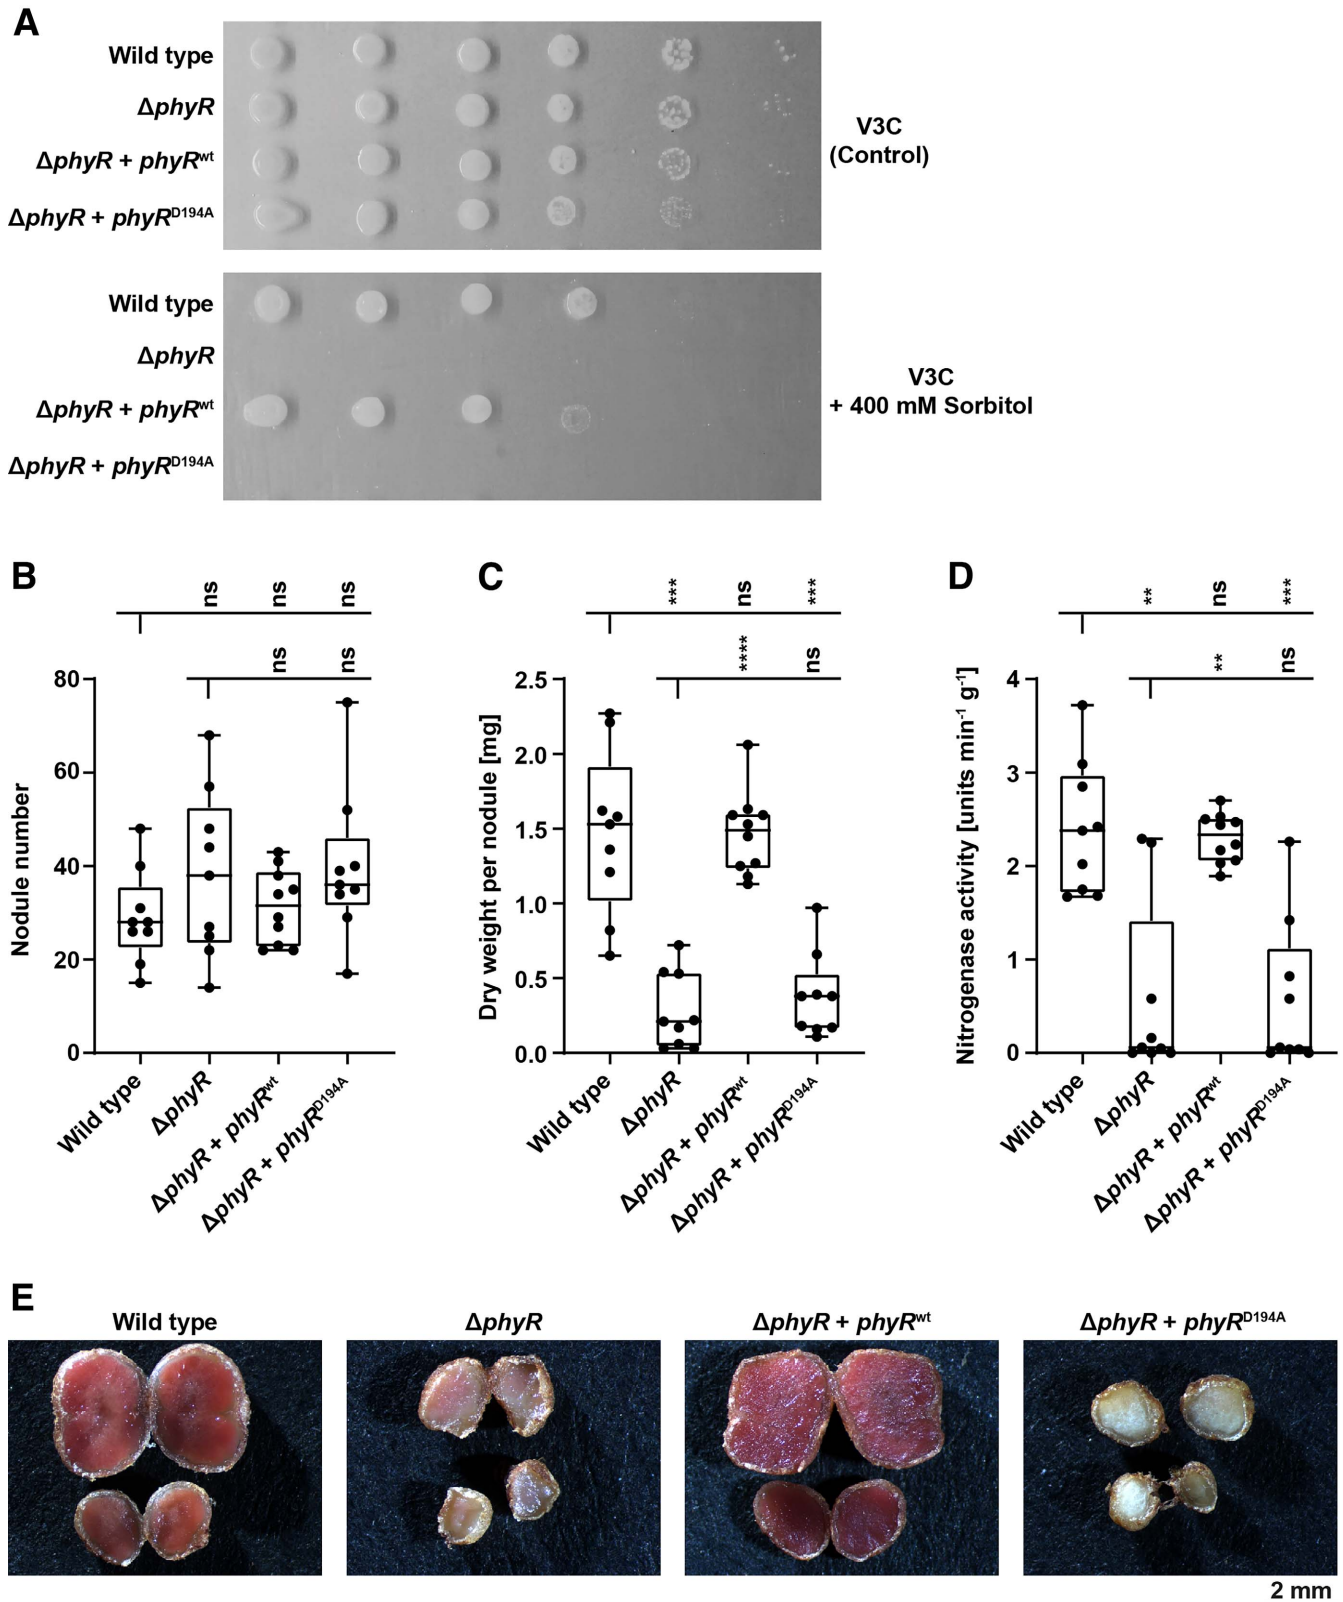 A
Wild type
ΔphyR
ΔphyR + phyRwt
ΔphyR + phyRD194A
V3C
(Control)
Wild type
ΔphyR
ΔphyR + phyRwt
ΔphyR + phyRD194A
V3C
+ 400 mM Sorbitol
B
ns ns ns
ns ns
Nodule number
80
60
40
20
0
Wild type
ΔphyR
ΔphyR + phyRwt
ΔphyR + phyRD194A
C
*** ns ***
**** ns
Dry weight per nodule [mg]
2.5
2.0
1.5
1.0
0.5
0.0
Wild type
ΔphyR
ΔphyR + phyRwt
ΔphyR + phyRD194A
D
** ns ***
** ns
Nitrogenase activity [units min-1 g-1]
4
3
2
1
0
Wild type
ΔphyR
ΔphyR + phyRwt
ΔphyR + phyRD194A
E
Wild type
ΔphyR
ΔphyR + phyRwt
ΔphyR + phyRD194A
2 mm